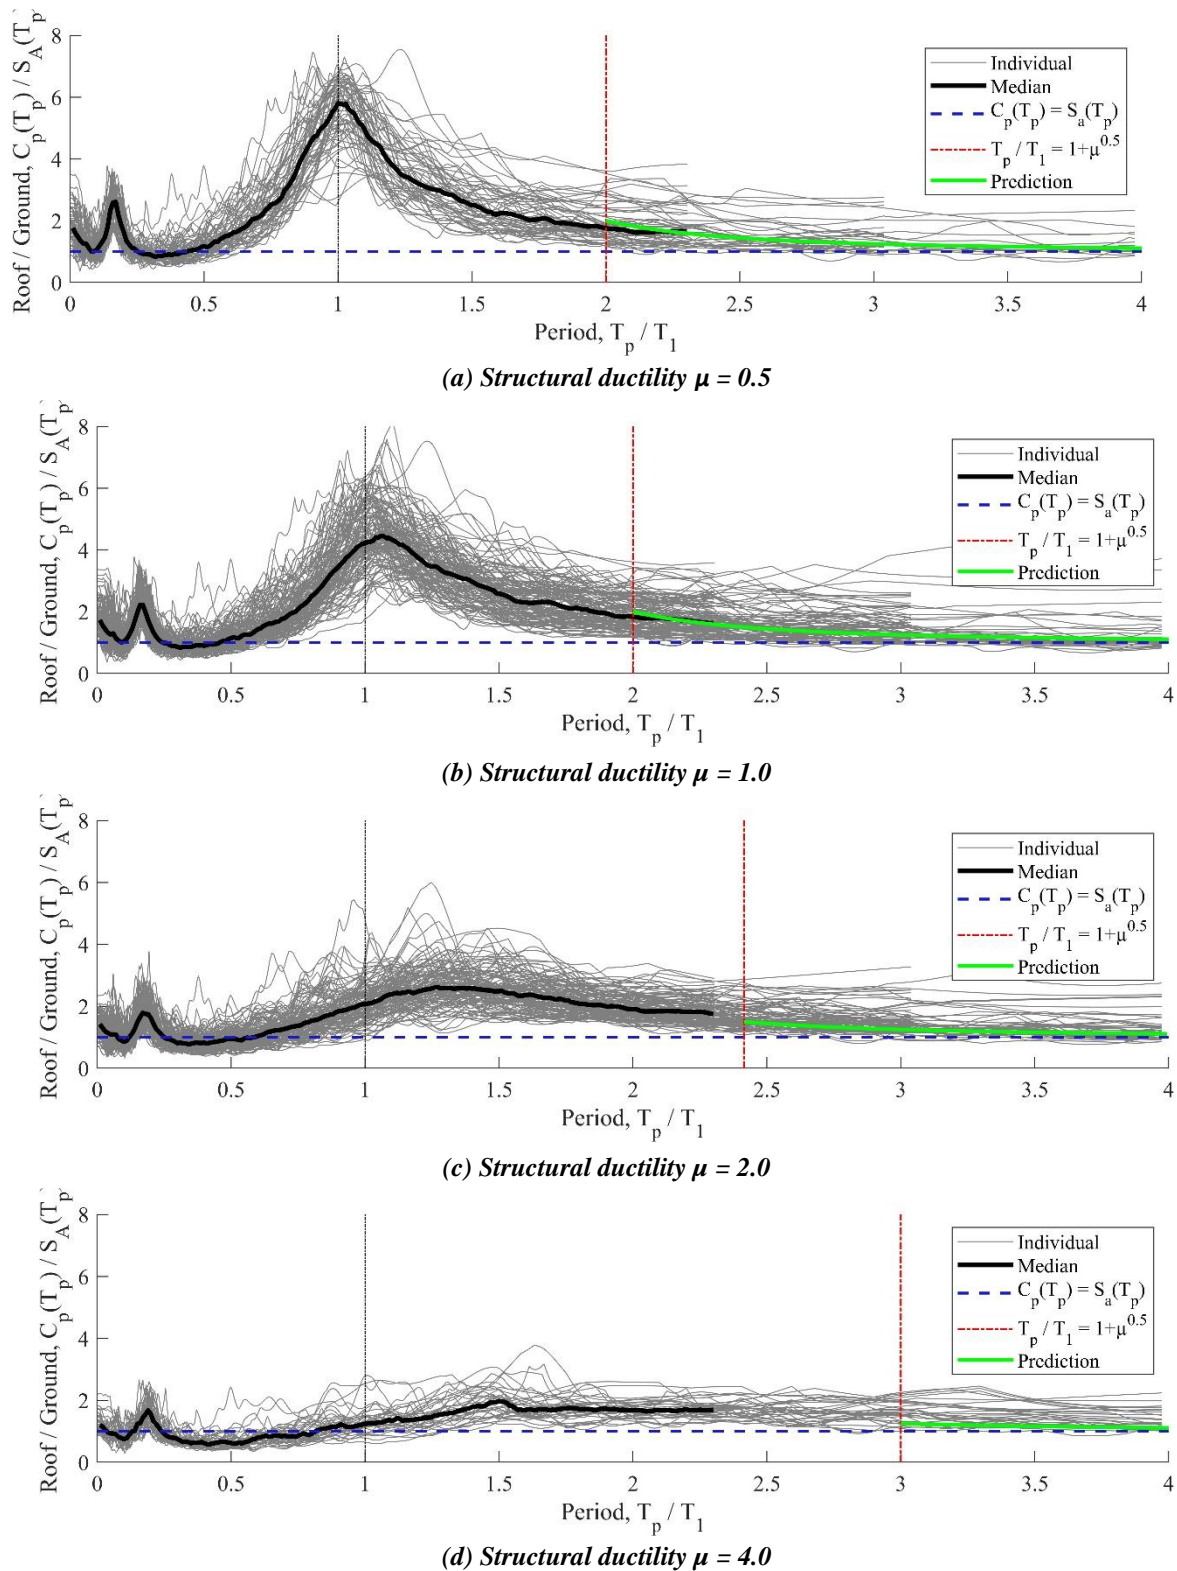 Roof / Ground, C_p(T_p) / S_A(T_p)
8
6
4
2
0
0 0.5 1 1.5 2 2.5 3 3.5 4
Period, T_p / T_1
Individual
Median
C_p(T_p) = S_a(T_p)
T_p / T_1 = 1+μ^0.5
Prediction
(a) Structural ductility μ = 0.5
Roof / Ground, C_p(T_p) / S_A(T_p)
8
6
4
2
0
0 0.5 1 1.5 2 2.5 3 3.5 4
Period, T_p / T_1
Individual
Median
C_p(T_p) = S_a(T_p)
T_p / T_1 = 1+μ^0.5
Prediction
(b) Structural ductility μ = 1.0
Roof / Ground, C_p(T_p) / S_A(T_p)
8
6
4
2
0
0 0.5 1 1.5 2 2.5 3 3.5 4
Period, T_p / T_1
Individual
Median
C_p(T_p) = S_a(T_p)
T_p / T_1 = 1+μ^0.5
Prediction
(c) Structural ductility μ = 2.0
Roof / Ground, C_p(T_p) / S_A(T_p)
8
6
4
2
0
0 0.5 1 1.5 2 2.5 3 3.5 4
Period, T_p / T_1
Individual
Median
C_p(T_p) = S_a(T_p)
T_p / T_1 = 1+μ^0.5
Prediction
(d) Structural ductility μ = 4.0